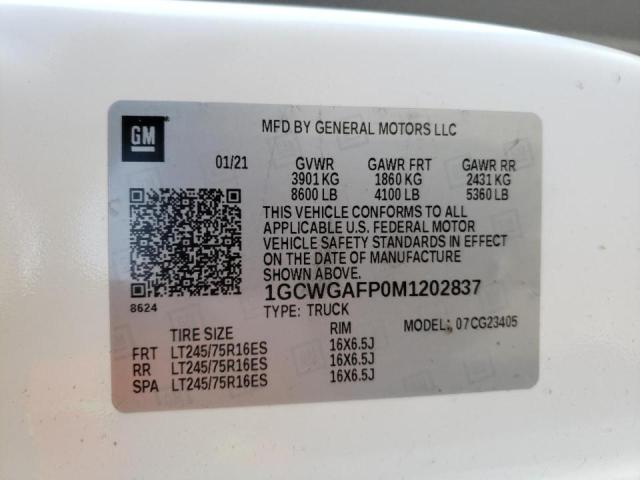 GM
MFD BY GENERAL MOTORS LLC
01/21 GVWR GAWR FRT GAWR RR
3901 KG 1860 KG 2431 KG
8600 LB 4100 LB 5360 LB
THIS VEHICLE CONFORMS TO ALL
APPLICABLE U.S. FEDERAL MOTOR
VEHICLE SAFETY STANDARDS IN EFFECT
ON THE DATE OF MANUFACTURE
SHOWN ABOVE.
1GCWGAFP0M1202837
8624
TYPE: TRUCK MODEL: 07CG23405
TIRE SIZE RIM
FRT LT245/75R16ES 16X6.5J
RR LT245/75R16ES 16X6.5J
SPA LT245/75R16ES 16X6.5J